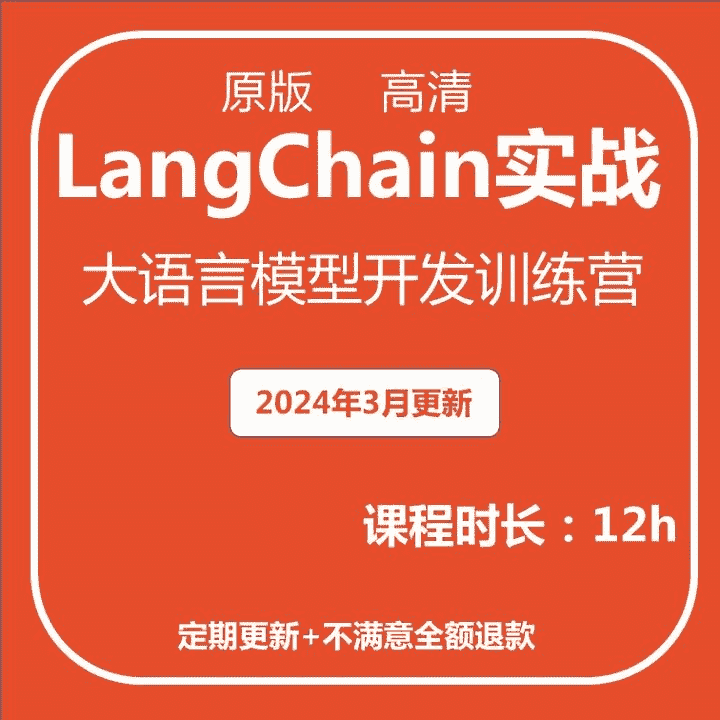 原版 高清
LangChain实战
大语言模型开发训练营
2024年3月更新
课程时长：12h
定期更新+不满意全额退款